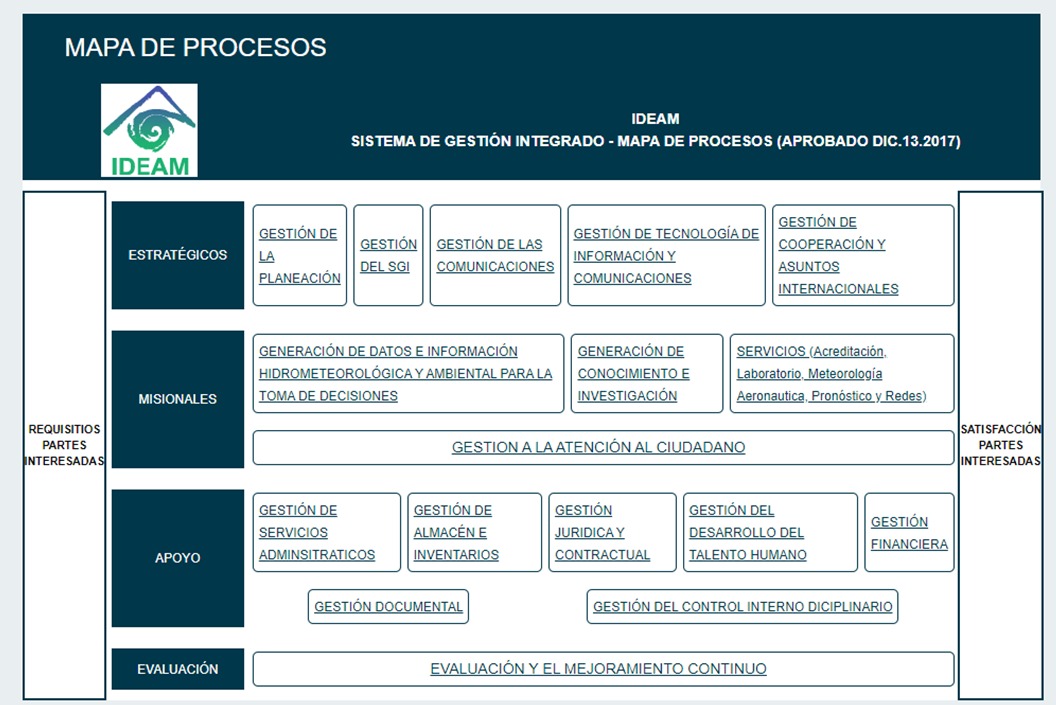 MAPA DE PROCESOS
IDEAM
IDEAM
SISTEMA DE GESTIÓN INTEGRADO - MAPA DE PROCESOS (APROBADO DIC.13.2017)
REQUISITIOS
PARTES
INTERESADAS
ESTRATÉGICOS
GESTIÓN DE
LA
PLANEACIÓN
GESTIÓN
DEL SGI
GESTIÓN DE LAS
COMUNICACIONES
GESTIÓN DE TECNOLOGÍA DE
INFORMACIÓN Y
COMUNICACIONES
GESTIÓN DE
COOPERACIÓN Y
ASUNTOS
INTERNACIONALES
MISIONALES
GENERACIÓN DE DATOS E INFORMACIÓN
HIDROMETEOROLÓGICA Y AMBIENTAL PARA LA
TOMA DE DECISIONES
GENERACIÓN DE
CONOCIMIENTO E
INVESTIGACIÓN
SERVICIOS (Acreditación,
Laboratorio, Meteorología
Aeronautica, Pronóstico y Redes)
GESTION A LA ATENCIÓN AL CIUDADANO
APOYO
GESTIÓN DE
SERVICIOS
ADMINSITRATICOS
GESTIÓN DE
ALMACÉN E
INVENTARIOS
GESTIÓN
JURIDICA Y
CONTRACTUAL
GESTIÓN DEL
DESARROLLO DEL
TALENTO HUMANO
GESTIÓN
FINANCIERA
GESTIÓN DOCUMENTAL
GESTIÓN DEL CONTROL INTERNO DICIPLINARIO
EVALUACIÓN
EVALUACIÓN Y EL MEJORAMIENTO CONTINUO
SATISFACCIÓN
PARTES
INTERESADAS